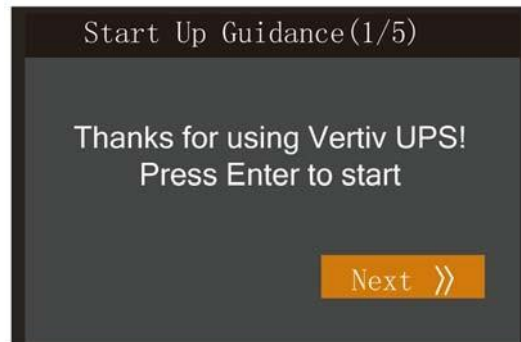 Start Up Guidance(1/5)
Thanks for using Vertiv UPS!
Press Enter to start
Next »